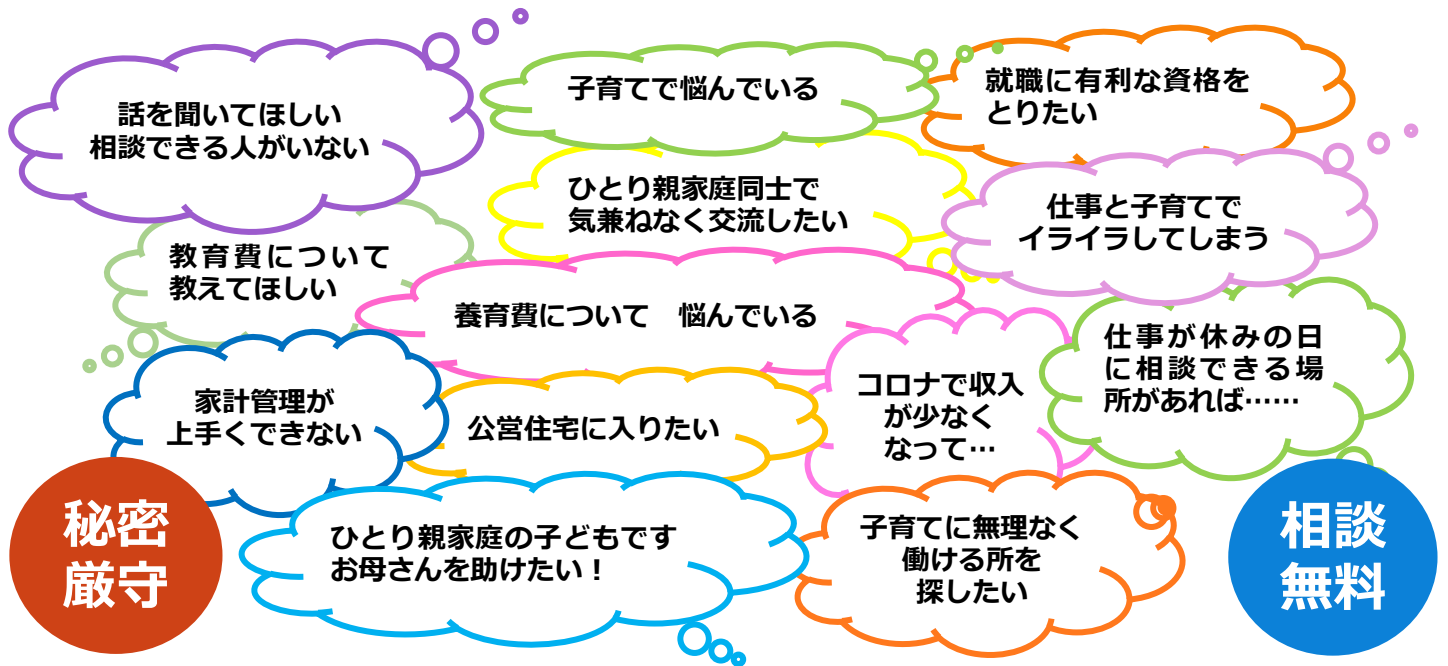 話を聞いてほしい
相談できる人がいない
子育てで悩んでいる
就職に有利な資格を
とりたい
ひとり親家庭同士で
気兼ねなく交流したい
仕事と子育てで
イライラしてしまう
教育費について
教えてほしい
養育費について　悩んでいる
仕事が休みの日
に相談できる場
所があれば……
家計管理が
上手くできない
公営住宅に入りたい
コロナで収入
が少なく
なって…
秘密
厳守
ひとり親家庭の子どもです
お母さんを助けたい！
子育てに無理なく
働ける所を
探したい
相談
無料